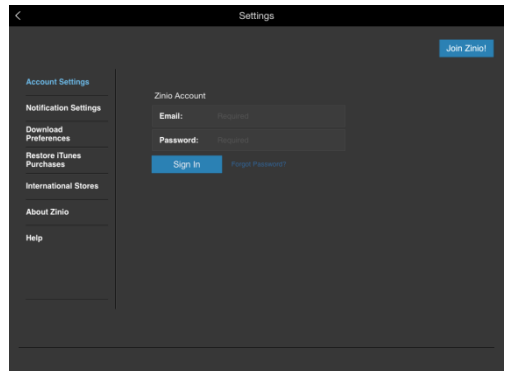 Settings
Join Zinio!
Account Settings
Notification Settings
Download
Preferences
Restore iTunes
Purchases
International Stores
About Zinio
Help
Zinio Account
Email: Required
Password: Required
Sign In Forgot Password?